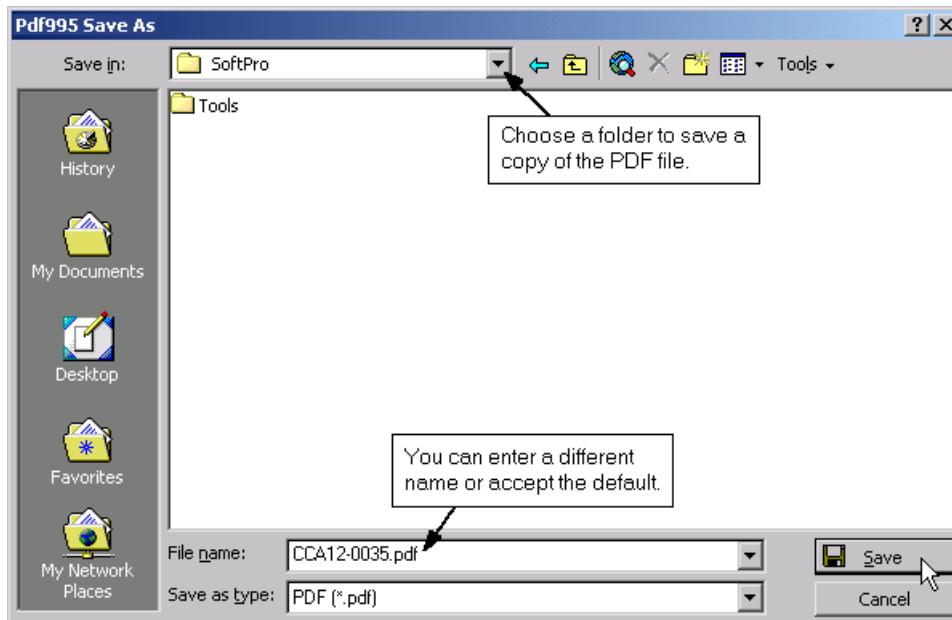 Pdf995 Save As
Save in:
SoftPro
Tools
Tools
Choose a folder to save a
copy of the PDF file.
History
My Documents
Desktop
Favorites
My Network
Places
You can enter a different
name or accept the default.
File name:
CCA12-0035.pdf
Save
Save as type:
PDF (*.pdf)
Cancel